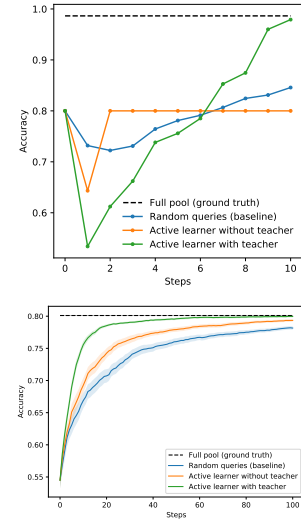 1.0
0.9
0.8
0.7
0.6
Accuracy
Full pool (ground truth)
Random queries (baseline)
Active learner without teacher
Active learner with teacher
0 2 4 6 8 10
Steps
0.80
0.75
0.70
0.65
0.60
0.55
Accuracy
Full pool (ground truth)
Random queries (baseline)
Active learner without teacher
Active learner with teacher
0 20 40 60 80 100
Steps